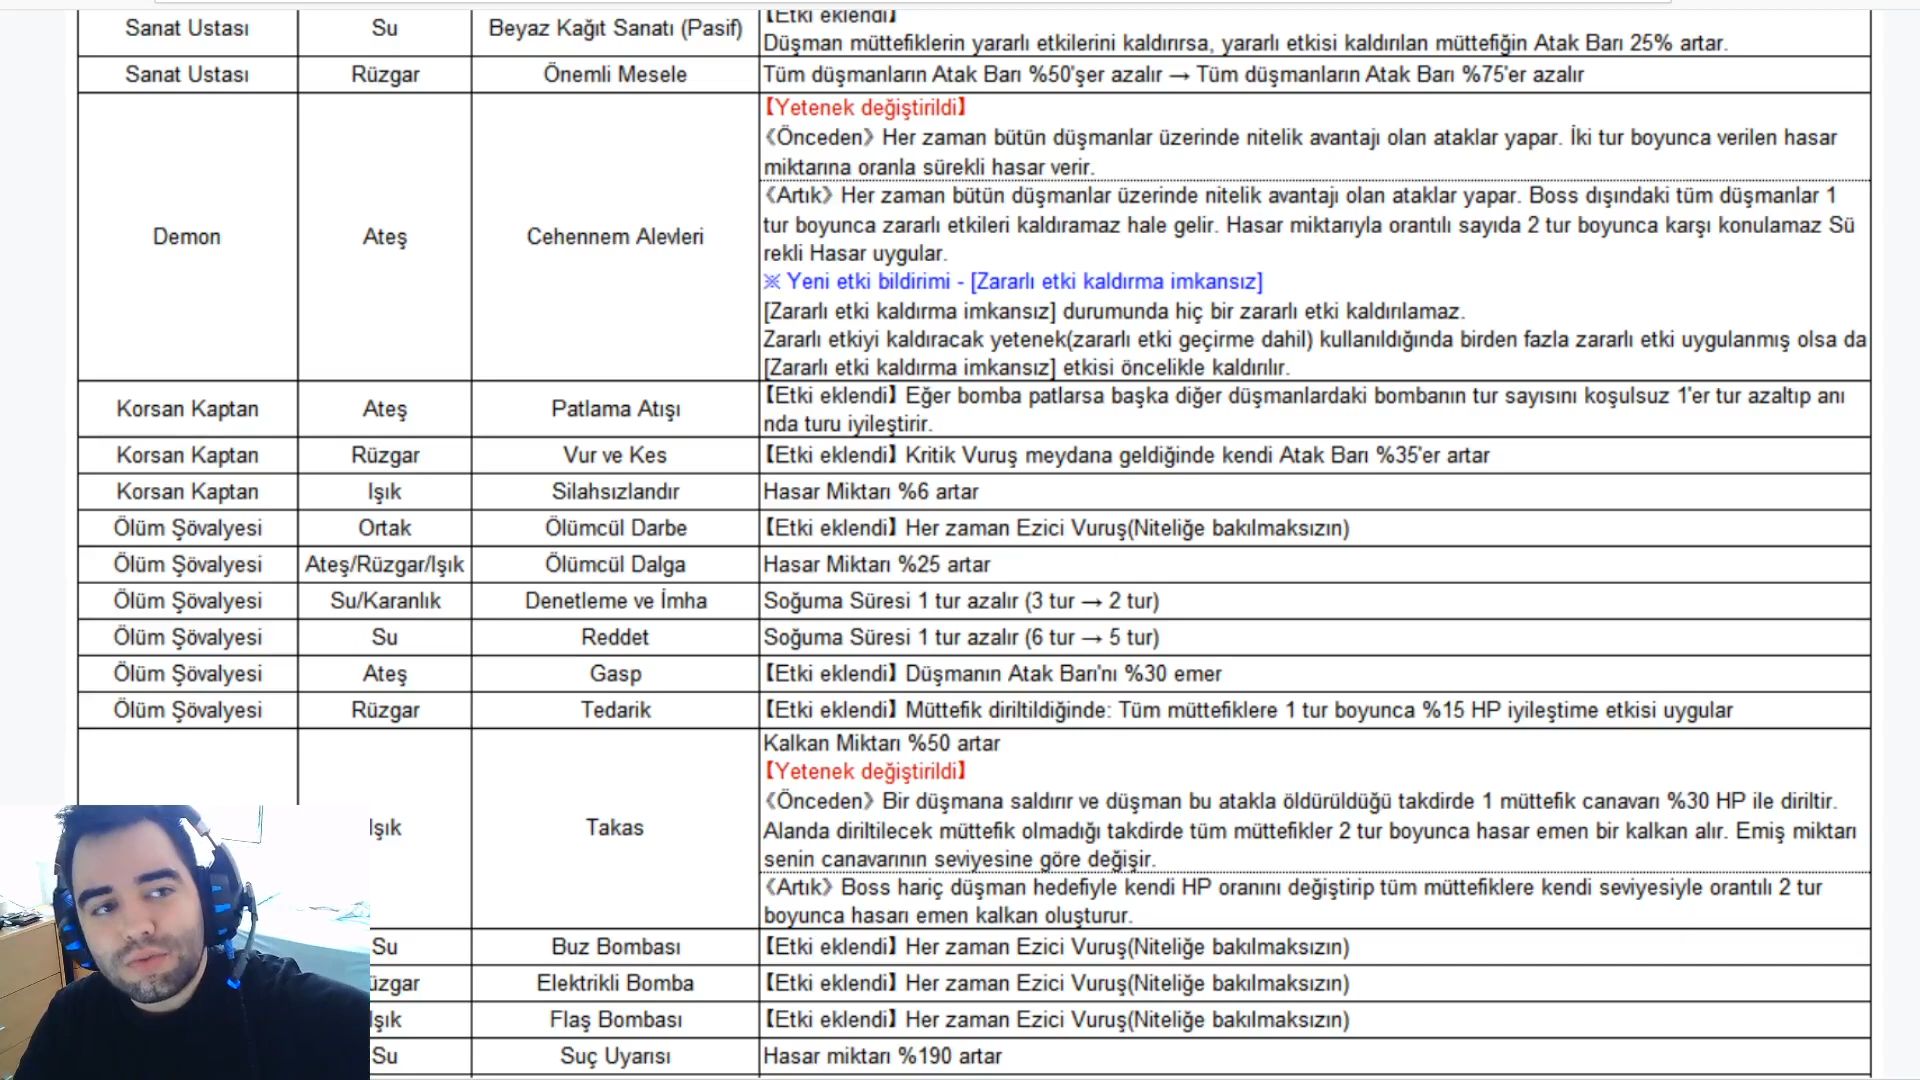 【Etki eklendi】
Sanat Ustası Su Beyaz Kağıt Sanatı (Pasif)
Düşman müttefiklerin yararlı etkilerini kaldırırsa, yararlı etkisi kaldırılan müttefiğin Atak Barı 25% artar.
Sanat Ustası Rüzgar Önemli Mesele Tüm düşmanların Atak Barı %50'şer azalır → Tüm düşmanların Atak Barı %75'er azalır
【Yetenek değiştirildi】
《Önceden》 Her zaman bütün düşmanlar üzerinde nitelik avantajı olan ataklar yapar. İki tur boyunca verilen hasar
miktarına oranla sürekli hasar verir.
《Artık》 Her zaman bütün düşmanlar üzerinde nitelik avantajı olan ataklar yapar. Boss dışındaki tüm düşmanlar 1
tur boyunca zararlı etkileri kaldıramaz hale gelir. Hasar miktarıyla orantılı sayıda 2 tur boyunca karşı konulamaz Sü
Demon Ateş Cehennem Alevleri
rekli Hasar uygular.
※ Yeni etki bildirimi - [Zararlı etki kaldırma imkansız]
[Zararlı etki kaldırma imkansız] durumunda hiç bir zararlı etki kaldırılamaz.
Zararlı etkiyi kaldıracak yetenek(zararlı etki geçirme dahil) kullanıldığında birden fazla zararlı etki uygulanmış olsa da
[Zararlı etki kaldırma imkansız] etkisi öncelikle kaldırılır.
Korsan Kaptan Ateş Patlama Atışı 【Etki eklendi】 Eğer bomba patlarsa başka diğer düşmanlardaki bombanın tur sayısını koşulsuz 1'er tur azaltıp anı
nda turu iyileştirir.
Korsan Kaptan Rüzgar Vur ve Kes 【Etki eklendi】 Kritik Vuruş meydana geldiğinde kendi Atak Barı %35'er artar
Korsan Kaptan Işık Silahsızlandır Hasar Miktarı %6 artar
Ölüm Şövalyesi Ortak Ölümcül Darbe 【Etki eklendi】 Her zaman Ezici Vuruş(Niteliğe bakılmaksızın)
Ölüm Şövalyesi Ateş/Rüzgar/Işık Ölümcül Dalga Hasar Miktarı %25 artar
Ölüm Şövalyesi Su/Karanlık Denetleme ve İmha Soğuma Süresi 1 tur azalır (3 tur → 2 tur)
Ölüm Şövalyesi Su Reddet Soğuma Süresi 1 tur azalır (6 tur → 5 tur)
Ölüm Şövalyesi Ateş Gasp 【Etki eklendi】 Düşmanın Atak Barı'nı %30 emer
Ölüm Şövalyesi Rüzgar Tedarik 【Etki eklendi】 Müttefik diriltildiğinde: Tüm müttefiklere 1 tur boyunca %15 HP iyileştime etkisi uygular
Kalkan Miktarı %50 artar
【Yetenek değiştirildi】
《Önceden》 Bir düşmana saldırır ve düşman bu atakla öldürüldüğü takdirde 1 müttefik canavarı %30 HP ile diriltir.
Işık Takas Alanda diriltilecek müttefik olmadığı takdirde tüm müttefikler 2 tur boyunca hasar emen bir kalkan alır. Emiş miktarı
senin canavarının seviyesine göre değişir.
《Artık》 Boss hariç düşman hedefiyle kendi HP oranını değiştirip tüm müttefiklere kendi seviyesiyle orantılı 2 tur
boyunca hasarı emen kalkan oluşturur.
Su Buz Bombası 【Etki eklendi】 Her zaman Ezici Vuruş(Niteliğe bakılmaksızın)
üzgar Elektrikli Bomba 【Etki eklendi】 Her zaman Ezici Vuruş(Niteliğe bakılmaksızın)
Işık Flaş Bombası 【Etki eklendi】 Her zaman Ezici Vuruş(Niteliğe bakılmaksızın)
Su Suç Uyarısı Hasar miktarı %190 artar